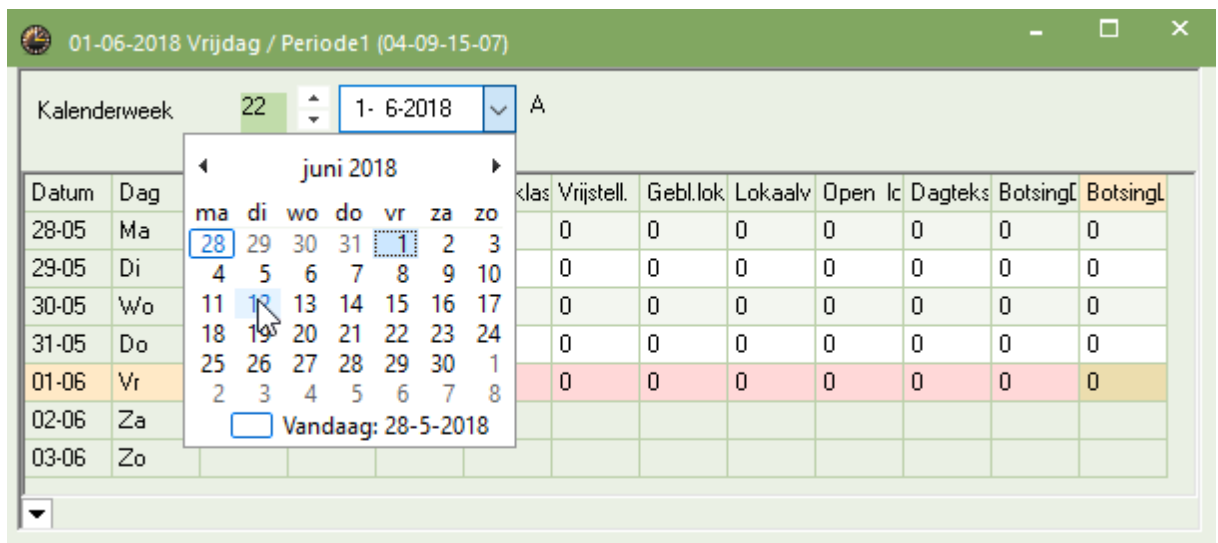 01-06-2018 Vrijdag / Periode1 (04-09-15-07)
Kalenderweek 22 1- 6-2018 A
juni 2018
ma di wo do vr za zo
28 29 30 31 1 2 3
4 5 6 7 8 9 10
11 12 13 14 15 16 17
18 19 20 21 22 23 24
25 26 27 28 29 30 1
2 3 4 5 6 7 8
Vandaag: 28-5-2018
Datum Dag klas Vrijstell. Gebl.lok Lokaalv Open lc Dagteks Botsing Botsing
28-05 Ma 0 0 0 0 0 0 0
29-05 Di 0 0 0 0 0 0 0
30-05 Wo 0 0 0 0 0 0 0
31-05 Do 0 0 0 0 0 0 0
01-06 Vr 0 0 0 0 0 0 0
02-06 Za
03-06 Zo